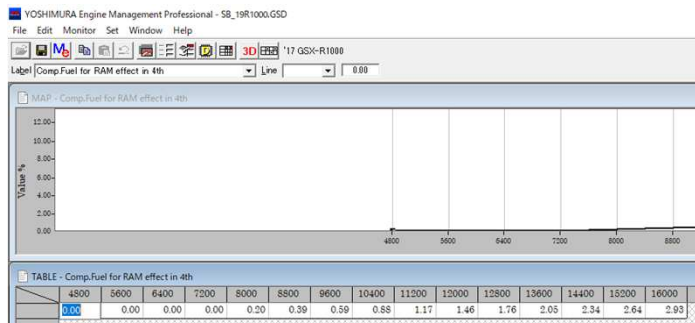 YOSHIMURA Engine Management Professional - SB_19R1000.GSD
File Edit Monitor Set Window Help
3D '17 GSX-R1000
Label Comp.Fuel for RAM effect in 4th Line 0.00
MAP - Comp.Fuel for RAM effect in 4th
12.00
10.00
8.00
6.00
4.00
2.00
0.00
Value %
4800 5600 6400 7200 8000 8800
TABLE - Comp.Fuel for RAM effect in 4th
4800 5600 6400 7200 8000 8800 9600 10400 11200 12000 12800 13600 14400 15200 16000
0.00 0.00 0.00 0.00 0.20 0.39 0.59 0.88 1.17 1.46 1.76 2.05 2.34 2.64 2.93